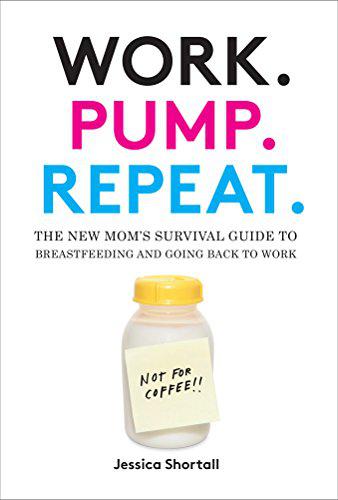 WORK.
PUMP.
REPEAT.
THE NEW MOM'S SURVIVAL GUIDE TO
BREASTFEEDING AND GOING BACK TO WORK
NOT FOR
COFFEE!!
Jessica Shortall